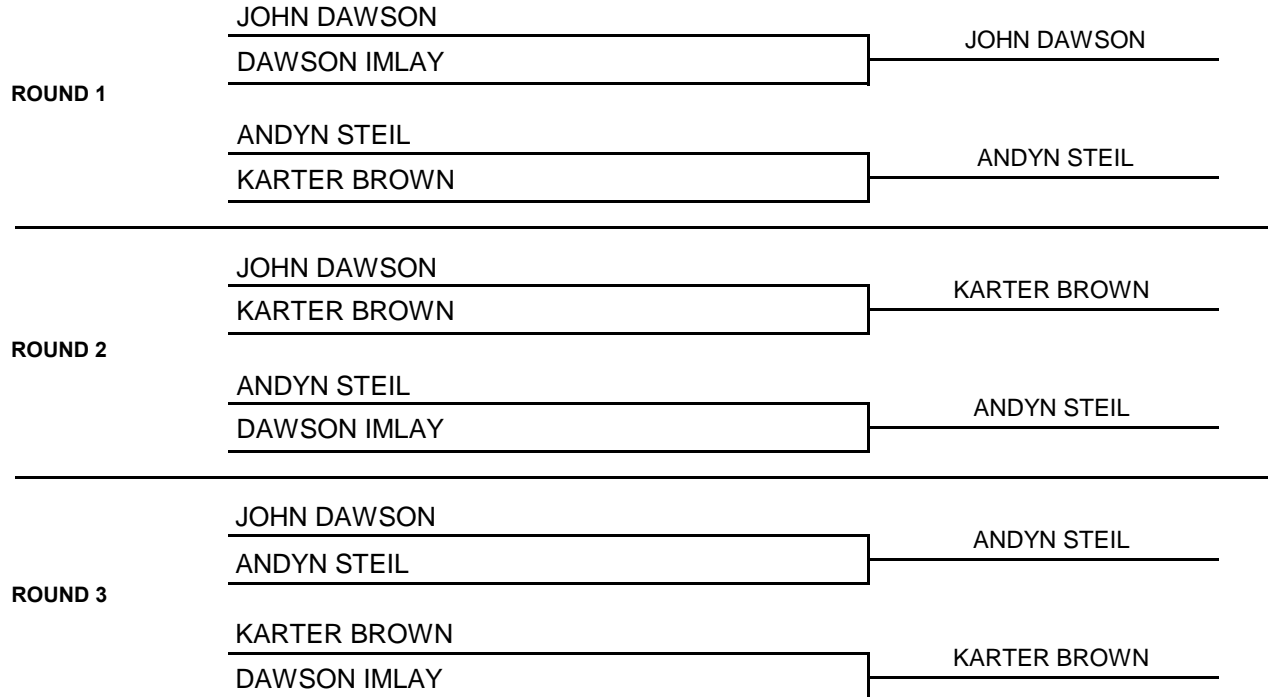 JOHN DAWSON
JOHN DAWSON
DAWSON IMLAY
ROUND 1
ANDYN STEIL
ANDYN STEIL
KARTER BROWN
JOHN DAWSON
KARTER BROWN
KARTER BROWN
ROUND 2
ANDYN STEIL
ANDYN STEIL
DAWSON IMLAY
JOHN DAWSON
ANDYN STEIL
ANDYN STEIL
ROUND 3
KARTER BROWN
KARTER BROWN
DAWSON IMLAY